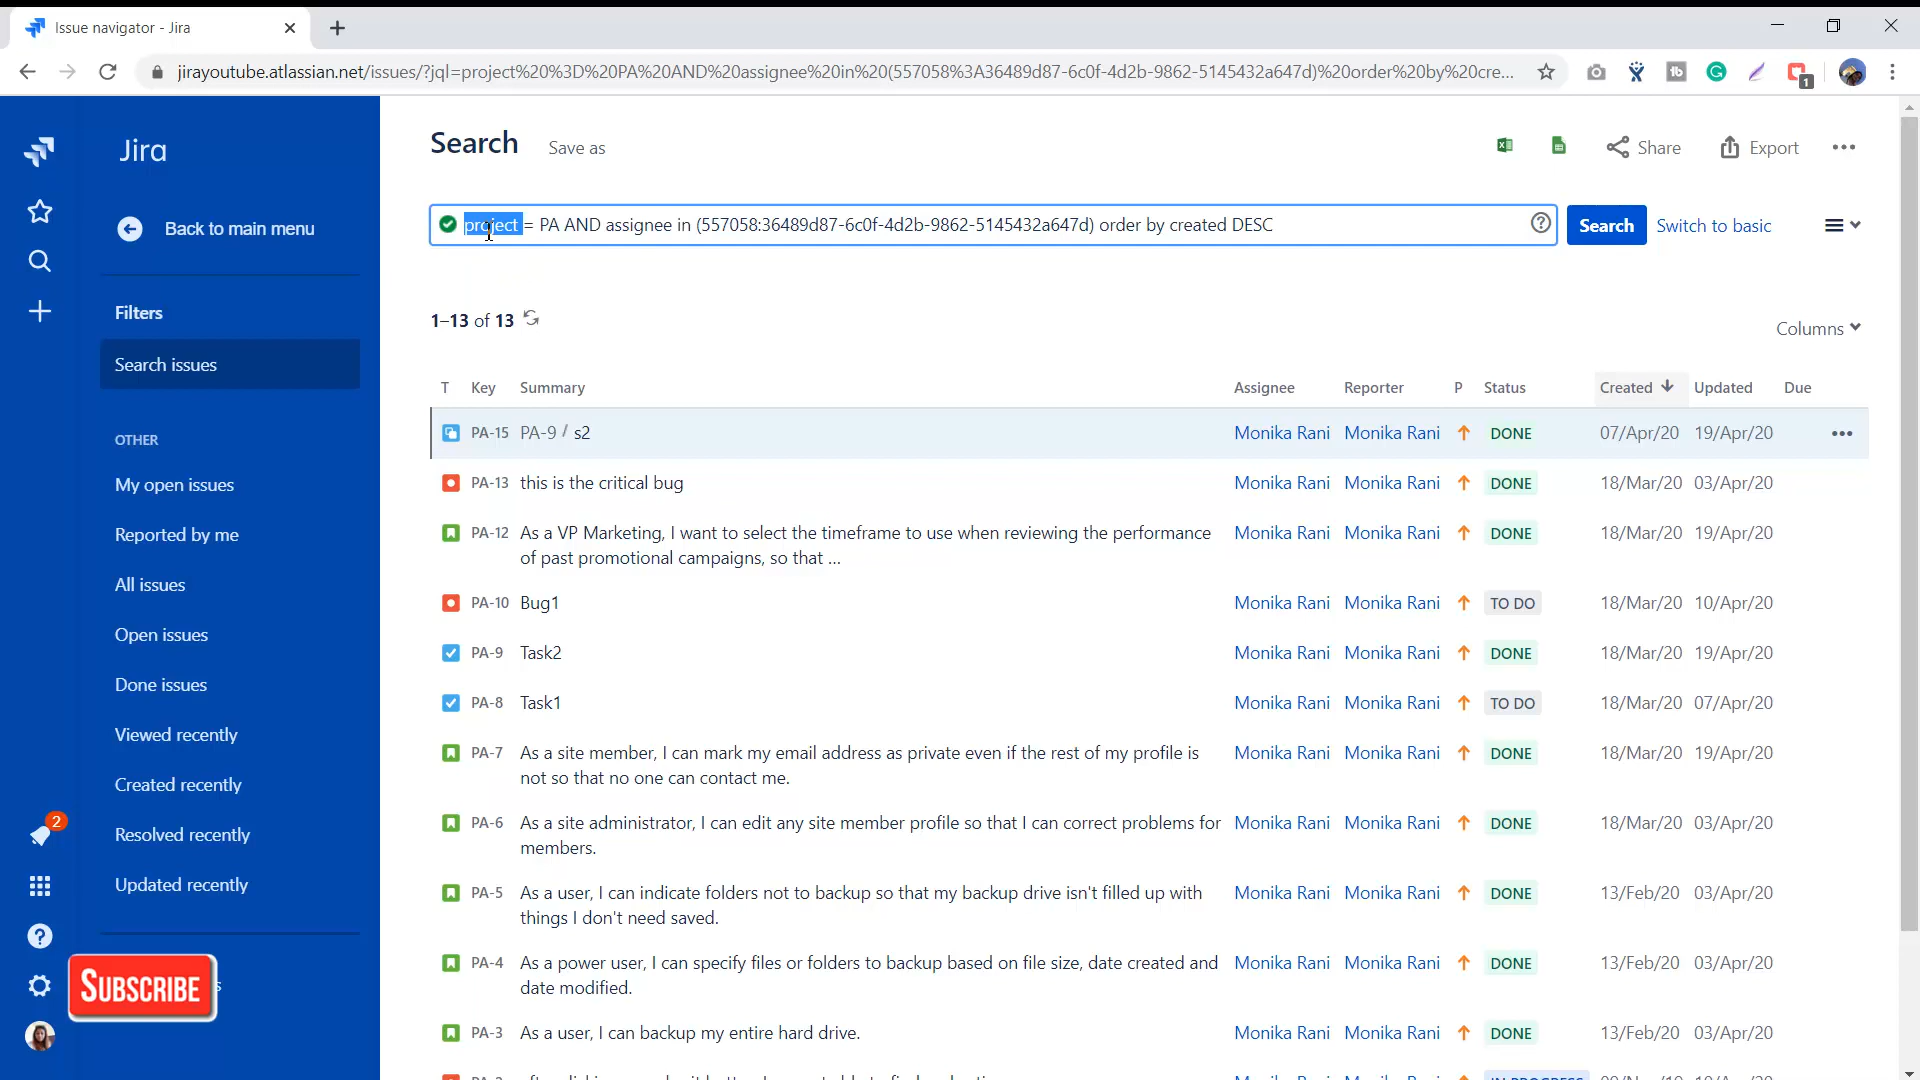 Issue navigator - Jira
jirayoutube.atlassian.net/issues/?jql=project%20%3D%20PA%20AND%20assignee%20in%20(557058%3A36489d87-6c0f-4d2b-9862-5145432a647d)%20order%20by%20cre...
1
Jira
Back to main menu
Filters
Search issues
OTHER
My open issues
Reported by me
All issues
Open issues
Done issues
Viewed recently
Created recently
Resolved recently
Updated recently
2
SUBSCRIBE
Search
Save as
Share
Export
project = PA AND assignee in (557058:36489d87-6c0f-4d2b-9862-5145432a647d) order by created DESC
Search
Switch to basic
1–13 of 13
Columns
T Key Summary Assignee Reporter P Status Created Updated Due
PA-15 PA-9 / s2 Monika Rani Monika Rani DONE 07/Apr/20 19/Apr/20
PA-13 this is the critical bug Monika Rani Monika Rani DONE 18/Mar/20 03/Apr/20
PA-12 As a VP Marketing, I want to select the timeframe to use when reviewing the performance Monika Rani Monika Rani DONE 18/Mar/20 19/Apr/20
of past promotional campaigns, so that ...
PA-10 Bug1 Monika Rani Monika Rani TO DO 18/Mar/20 10/Apr/20
PA-9 Task2 Monika Rani Monika Rani DONE 18/Mar/20 19/Apr/20
PA-8 Task1 Monika Rani Monika Rani TO DO 18/Mar/20 07/Apr/20
PA-7 As a site member, I can mark my email address as private even if the rest of my profile is Monika Rani Monika Rani DONE 18/Mar/20 19/Apr/20
not so that no one can contact me.
PA-6 As a site administrator, I can edit any site member profile so that I can correct problems for Monika Rani Monika Rani DONE 18/Mar/20 03/Apr/20
members.
PA-5 As a user, I can indicate folders not to backup so that my backup drive isn't filled up with Monika Rani Monika Rani DONE 13/Feb/20 03/Apr/20
things I don't need saved.
PA-4 As a power user, I can specify files or folders to backup based on file size, date created and Monika Rani Monika Rani DONE 13/Feb/20 03/Apr/20
date modified.
PA-3 As a user, I can backup my entire hard drive. Monika Rani Monika Rani DONE 13/Feb/20 03/Apr/20